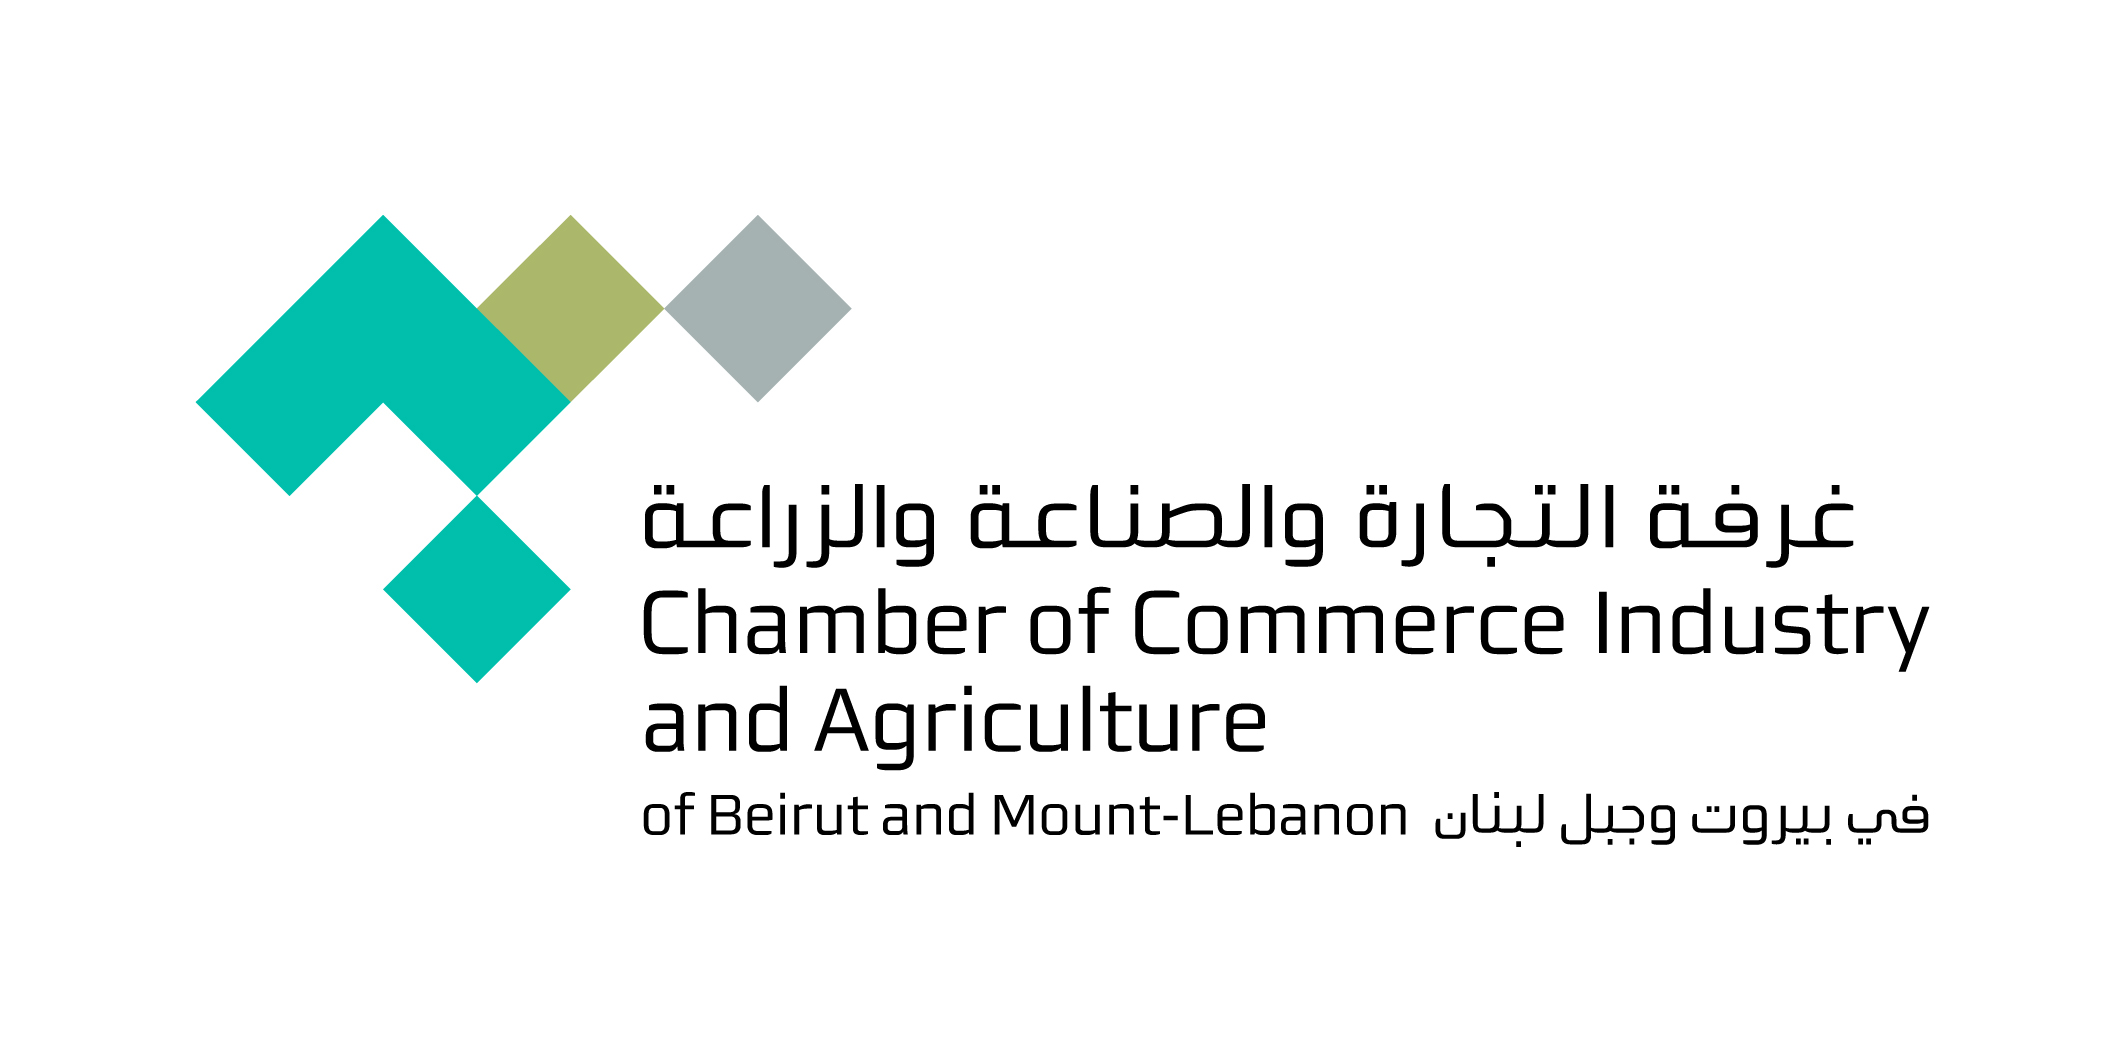 غرفة التجارة والصناعة والزراعة
Chamber of Commerce Industry
and Agriculture
of Beirut and Mount-Lebanon في بيروت وجبل لبنان